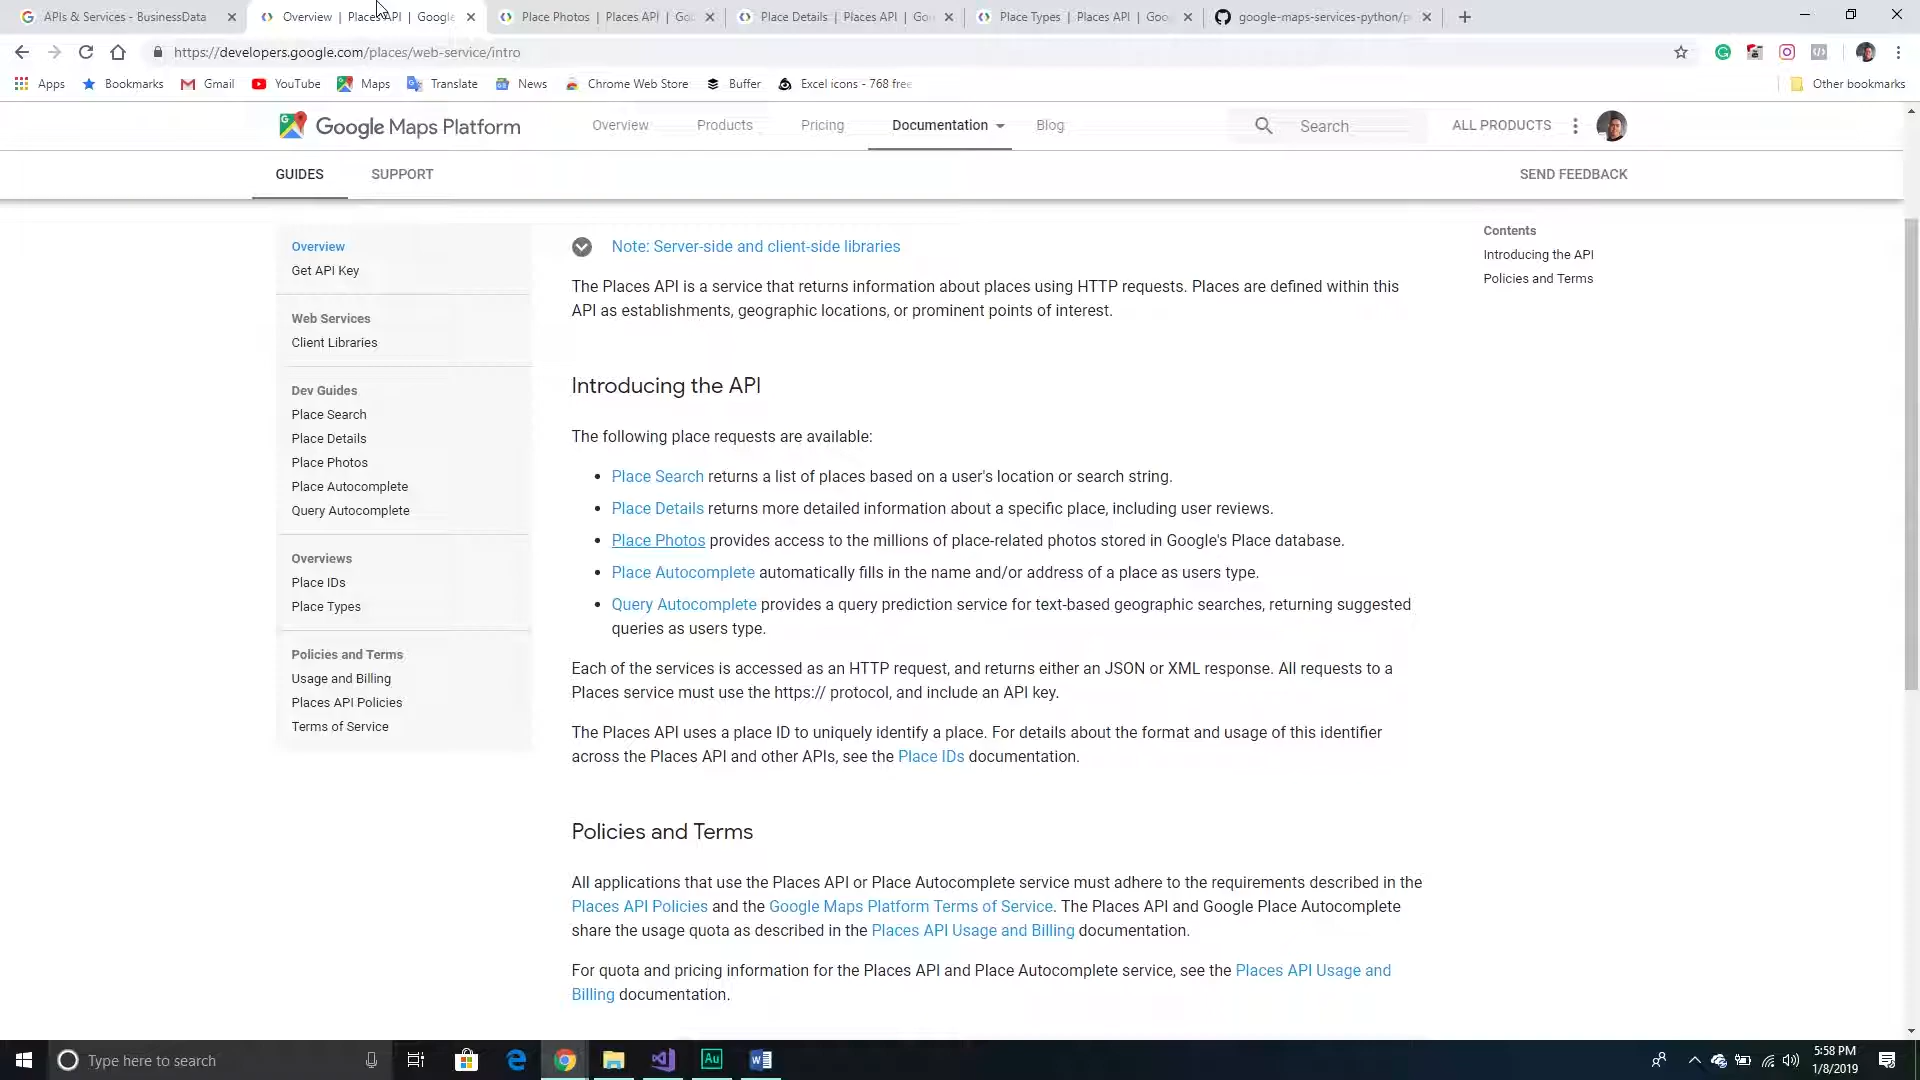 APIs & Services - BusinessData
Overview | Places API | Google
Place Photos | Places API | Go
Place Details | Places API | Go
Place Types | Places API | Goo
google-maps-services-python/p
https://developers.google.com/places/web-service/intro
Apps
Bookmarks
Gmail
YouTube
Maps
Translate
News
Chrome Web Store
Buffer
Excel icons - 768 free
Other bookmarks
Google Maps Platform
Overview
Products
Pricing
Documentation
Blog
Search
ALL PRODUCTS
GUIDES
SUPPORT
SEND FEEDBACK
Overview
Get API Key
Web Services
Client Libraries
Dev Guides
Place Search
Place Details
Place Photos
Place Autocomplete
Query Autocomplete
Overviews
Place IDs
Place Types
Policies and Terms
Usage and Billing
Places API Policies
Terms of Service
Note: Server-side and client-side libraries
The Places API is a service that returns information about places using HTTP requests. Places are defined within this
API as establishments, geographic locations, or prominent points of interest.
Introducing the API
The following place requests are available:
• Place Search returns a list of places based on a user's location or search string.
• Place Details returns more detailed information about a specific place, including user reviews.
• Place Photos provides access to the millions of place-related photos stored in Google's Place database.
• Place Autocomplete automatically fills in the name and/or address of a place as users type.
• Query Autocomplete provides a query prediction service for text-based geographic searches, returning suggested
queries as users type.
Each of the services is accessed as an HTTP request, and returns either an JSON or XML response. All requests to a
Places service must use the https:// protocol, and include an API key.
The Places API uses a place ID to uniquely identify a place. For details about the format and usage of this identifier
across the Places API and other APIs, see the Place IDs documentation.
Policies and Terms
All applications that use the Places API or Place Autocomplete service must adhere to the requirements described in the
Places API Policies and the Google Maps Platform Terms of Service. The Places API and Google Place Autocomplete
share the usage quota as described in the Places API Usage and Billing documentation.
For quota and pricing information for the Places API and Place Autocomplete service, see the Places API Usage and
Billing documentation.
Contents
Introducing the API
Policies and Terms
Type here to search
Au
5:58 PM
1/8/2019